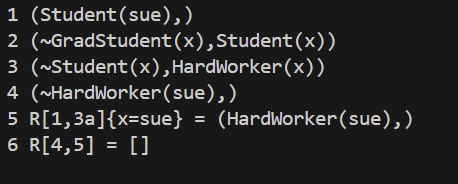 1 (Student(sue),)
2 (~GradStudent(x),Student(x))
3 (~Student(x),HardWorker(x))
4 (~HardWorker(sue),)
5 R[1,3a]{x=sue} = (HardWorker(sue),)
6 R[4,5] = []